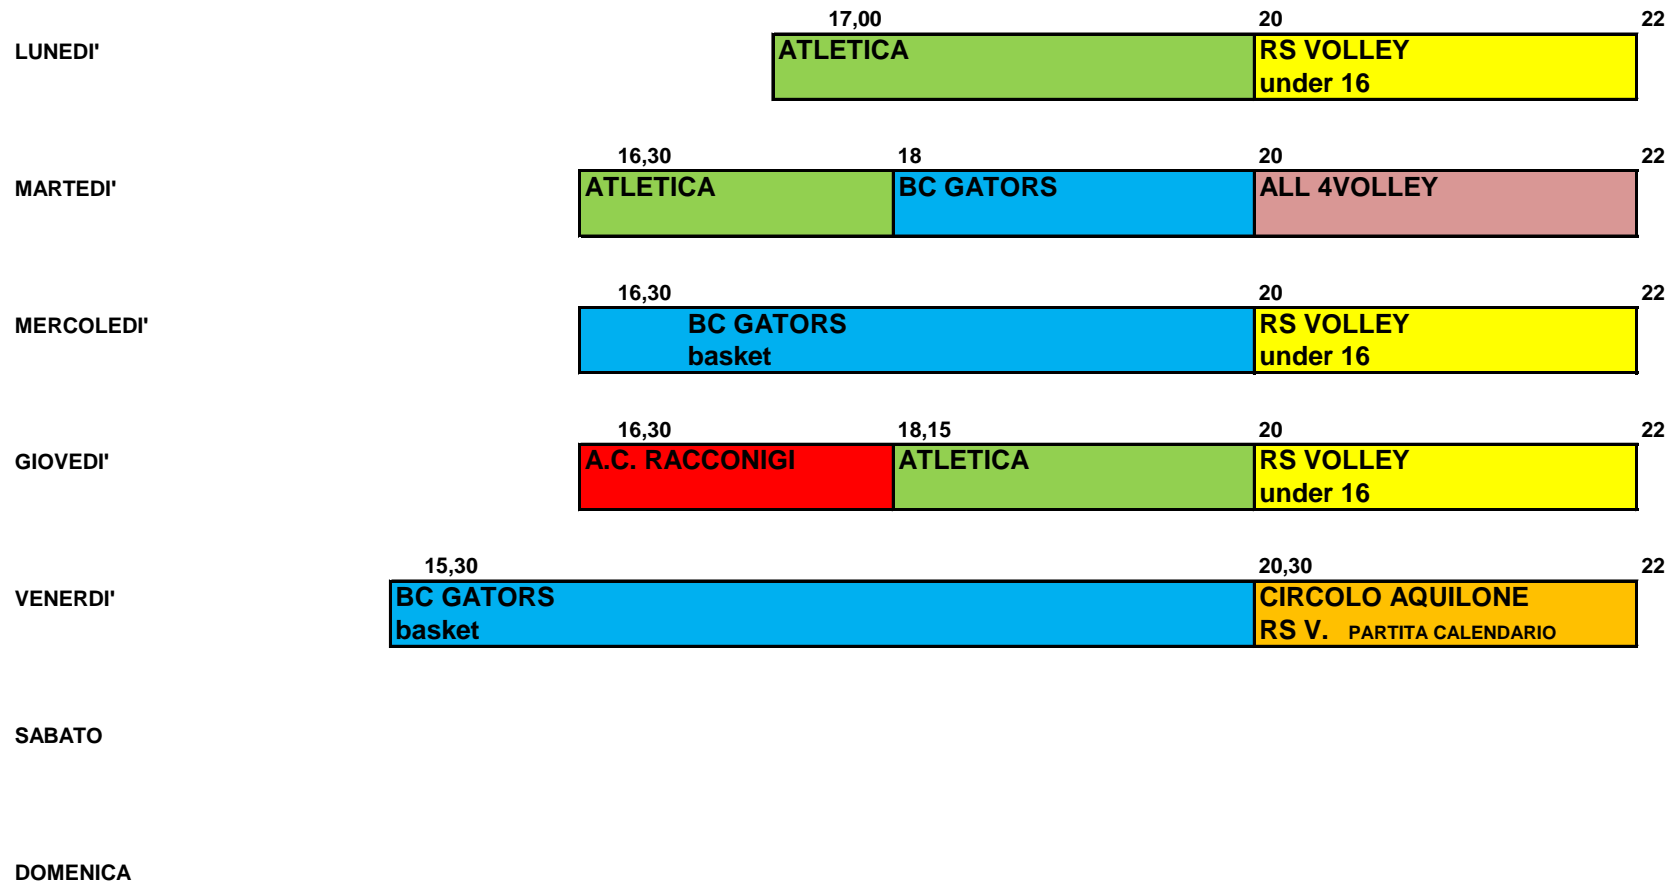 17,00 20 22
LUNEDI' ATLETICA RS VOLLEY
under 16
16,30 18 20 22
MARTEDI' ATLETICA BC GATORS ALL 4VOLLEY
16,30 20 22
MERCOLEDI' BC GATORS RS VOLLEY
basket under 16
16,30 18,15 20 22
GIOVEDI' A.C. RACCONIGI ATLETICA RS VOLLEY
under 16
15,30 20,30 22
VENERDI' BC GATORS CIRCOLO AQUILONE
basket RS V. PARTITA CALENDARIO
SABATO
DOMENICA